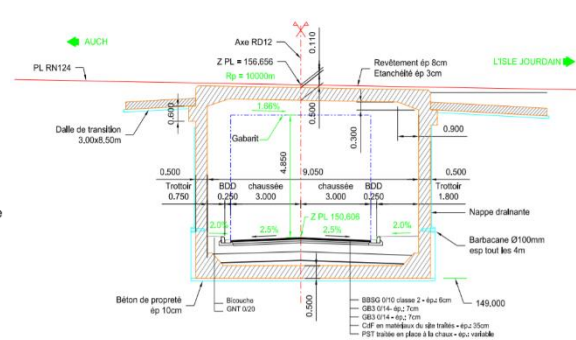 AUCH
Axe RD12
0.110
PL RN124
Z PL = 156,656
Rp = 10000m
Revêtement ép 8cm
Etanchéité ép 3cm
L'ISLE JOURDAIN
1.66%
0.600
0.500
0.300
0.900
Dalle de transition
3,00x8,50m
Gabarit
4.850
0.500
9.050
0.500
Trottoir
BDD
chaussée
chaussée
BDD
Trottoir
0.750
0.250
3.000
3.000
0.250
1.800
Z PL 150,606
Nappe drainante
2.0%
2.5%
2.5%
2.0%
Barbacane Ø100mm
esp tout les 4m
Béton de propreté
ép 10cm
Bicouche
GNT 0/20
0.500
149,000
BBSG 0/10 classe 2 - ép.: 6cm
GB3 0/14- ép.: 7cm
GB3 0/14 - ép.: 7cm
CdF en matériaux du site traités - ép.: 35cm
PST traitée en place à la chaux - ép.: variable
e